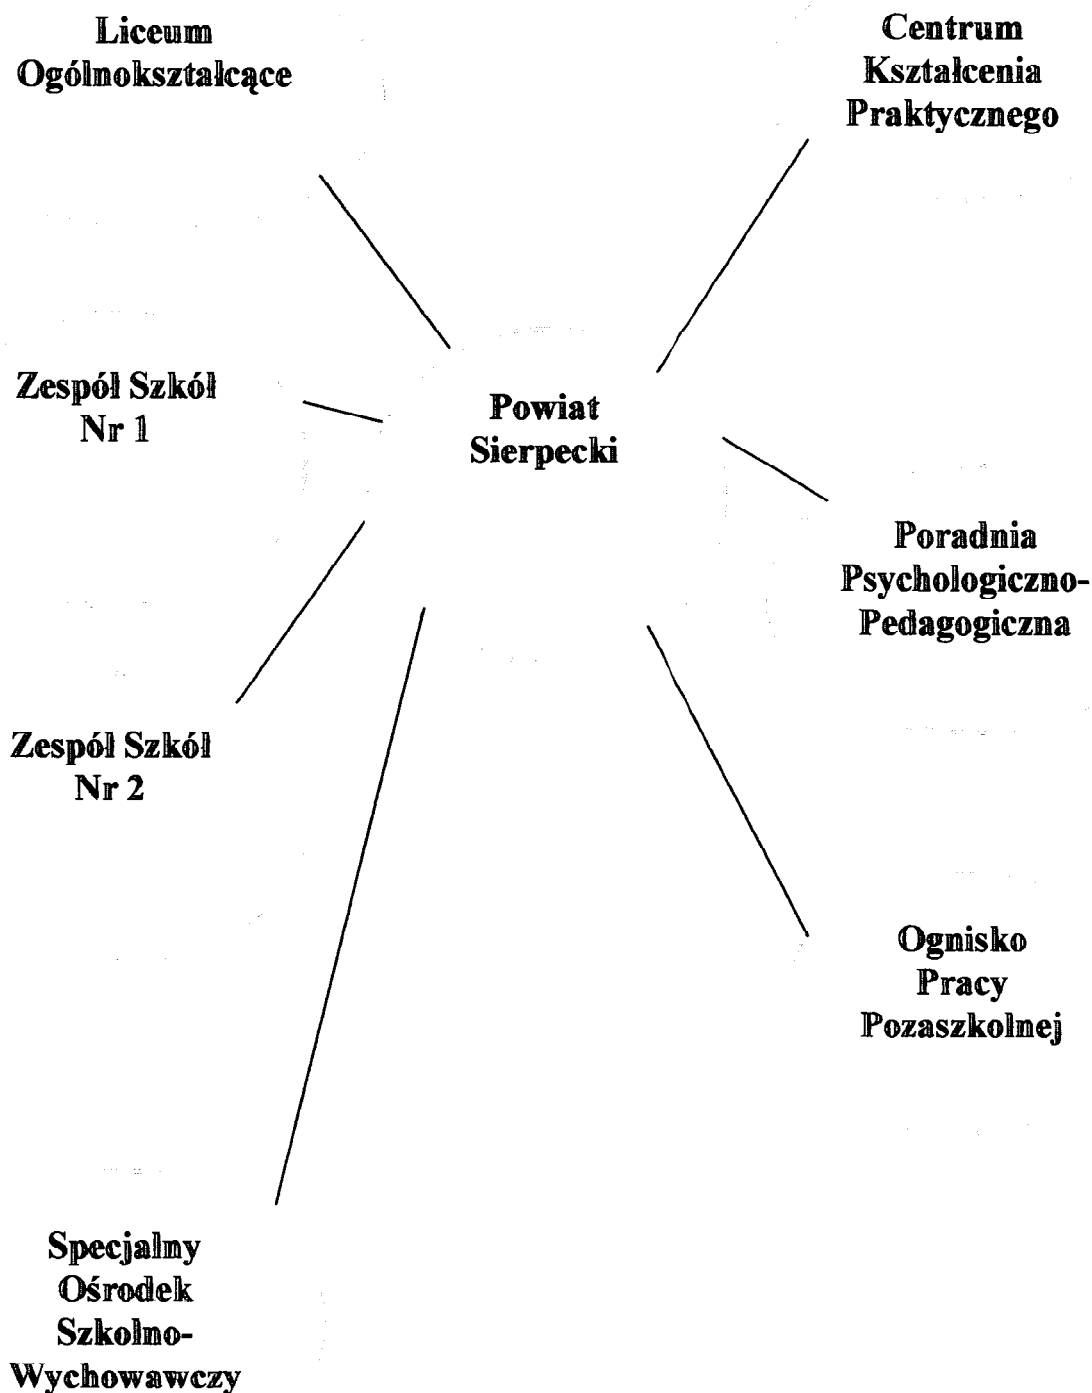 Liceum
Ogólnokształcące
Centrum
Kształcenia
Praktycznego
Zespół Szkół
Nr 1
Powiat
Sierpecki
Poradnia
Psychologiczno-
Pedagogiczna
Zespół Szkół
Nr 2
Ognisko
Pracy
Pozaszkolnej
Specjalny
Ośrodek
Szkolno-
Wychowawczy